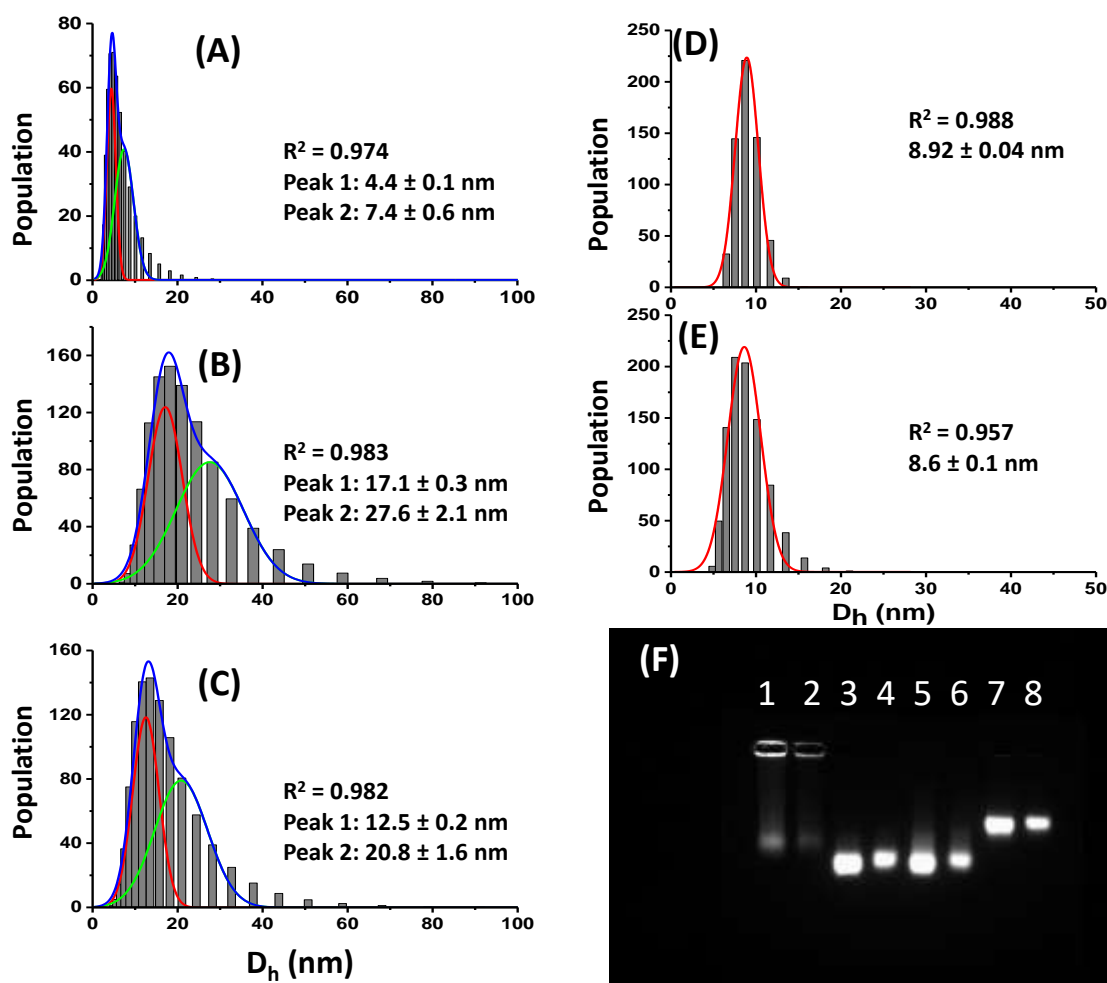 (A)
80
60
40
20
0
Population
R² = 0.974
Peak 1: 4.4 ± 0.1 nm
Peak 2: 7.4 ± 0.6 nm
0 20 40 60 80 100
(B)
160
120
80
40
0
Population
R² = 0.983
Peak 1: 17.1 ± 0.3 nm
Peak 2: 27.6 ± 2.1 nm
0 20 40 60 80 100
(C)
160
120
80
40
0
Population
R² = 0.982
Peak 1: 12.5 ± 0.2 nm
Peak 2: 20.8 ± 1.6 nm
0 20 40 60 80 100
Dₕ (nm)
(D)
250
200
150
100
50
0
Population
R² = 0.988
8.92 ± 0.04 nm
0 10 20 30 40 50
(E)
250
200
150
100
50
0
Population
R² = 0.957
8.6 ± 0.1 nm
0 10 20 30 40 50
Dₕ (nm)
(F)
1 2 3 4 5 6 7 8